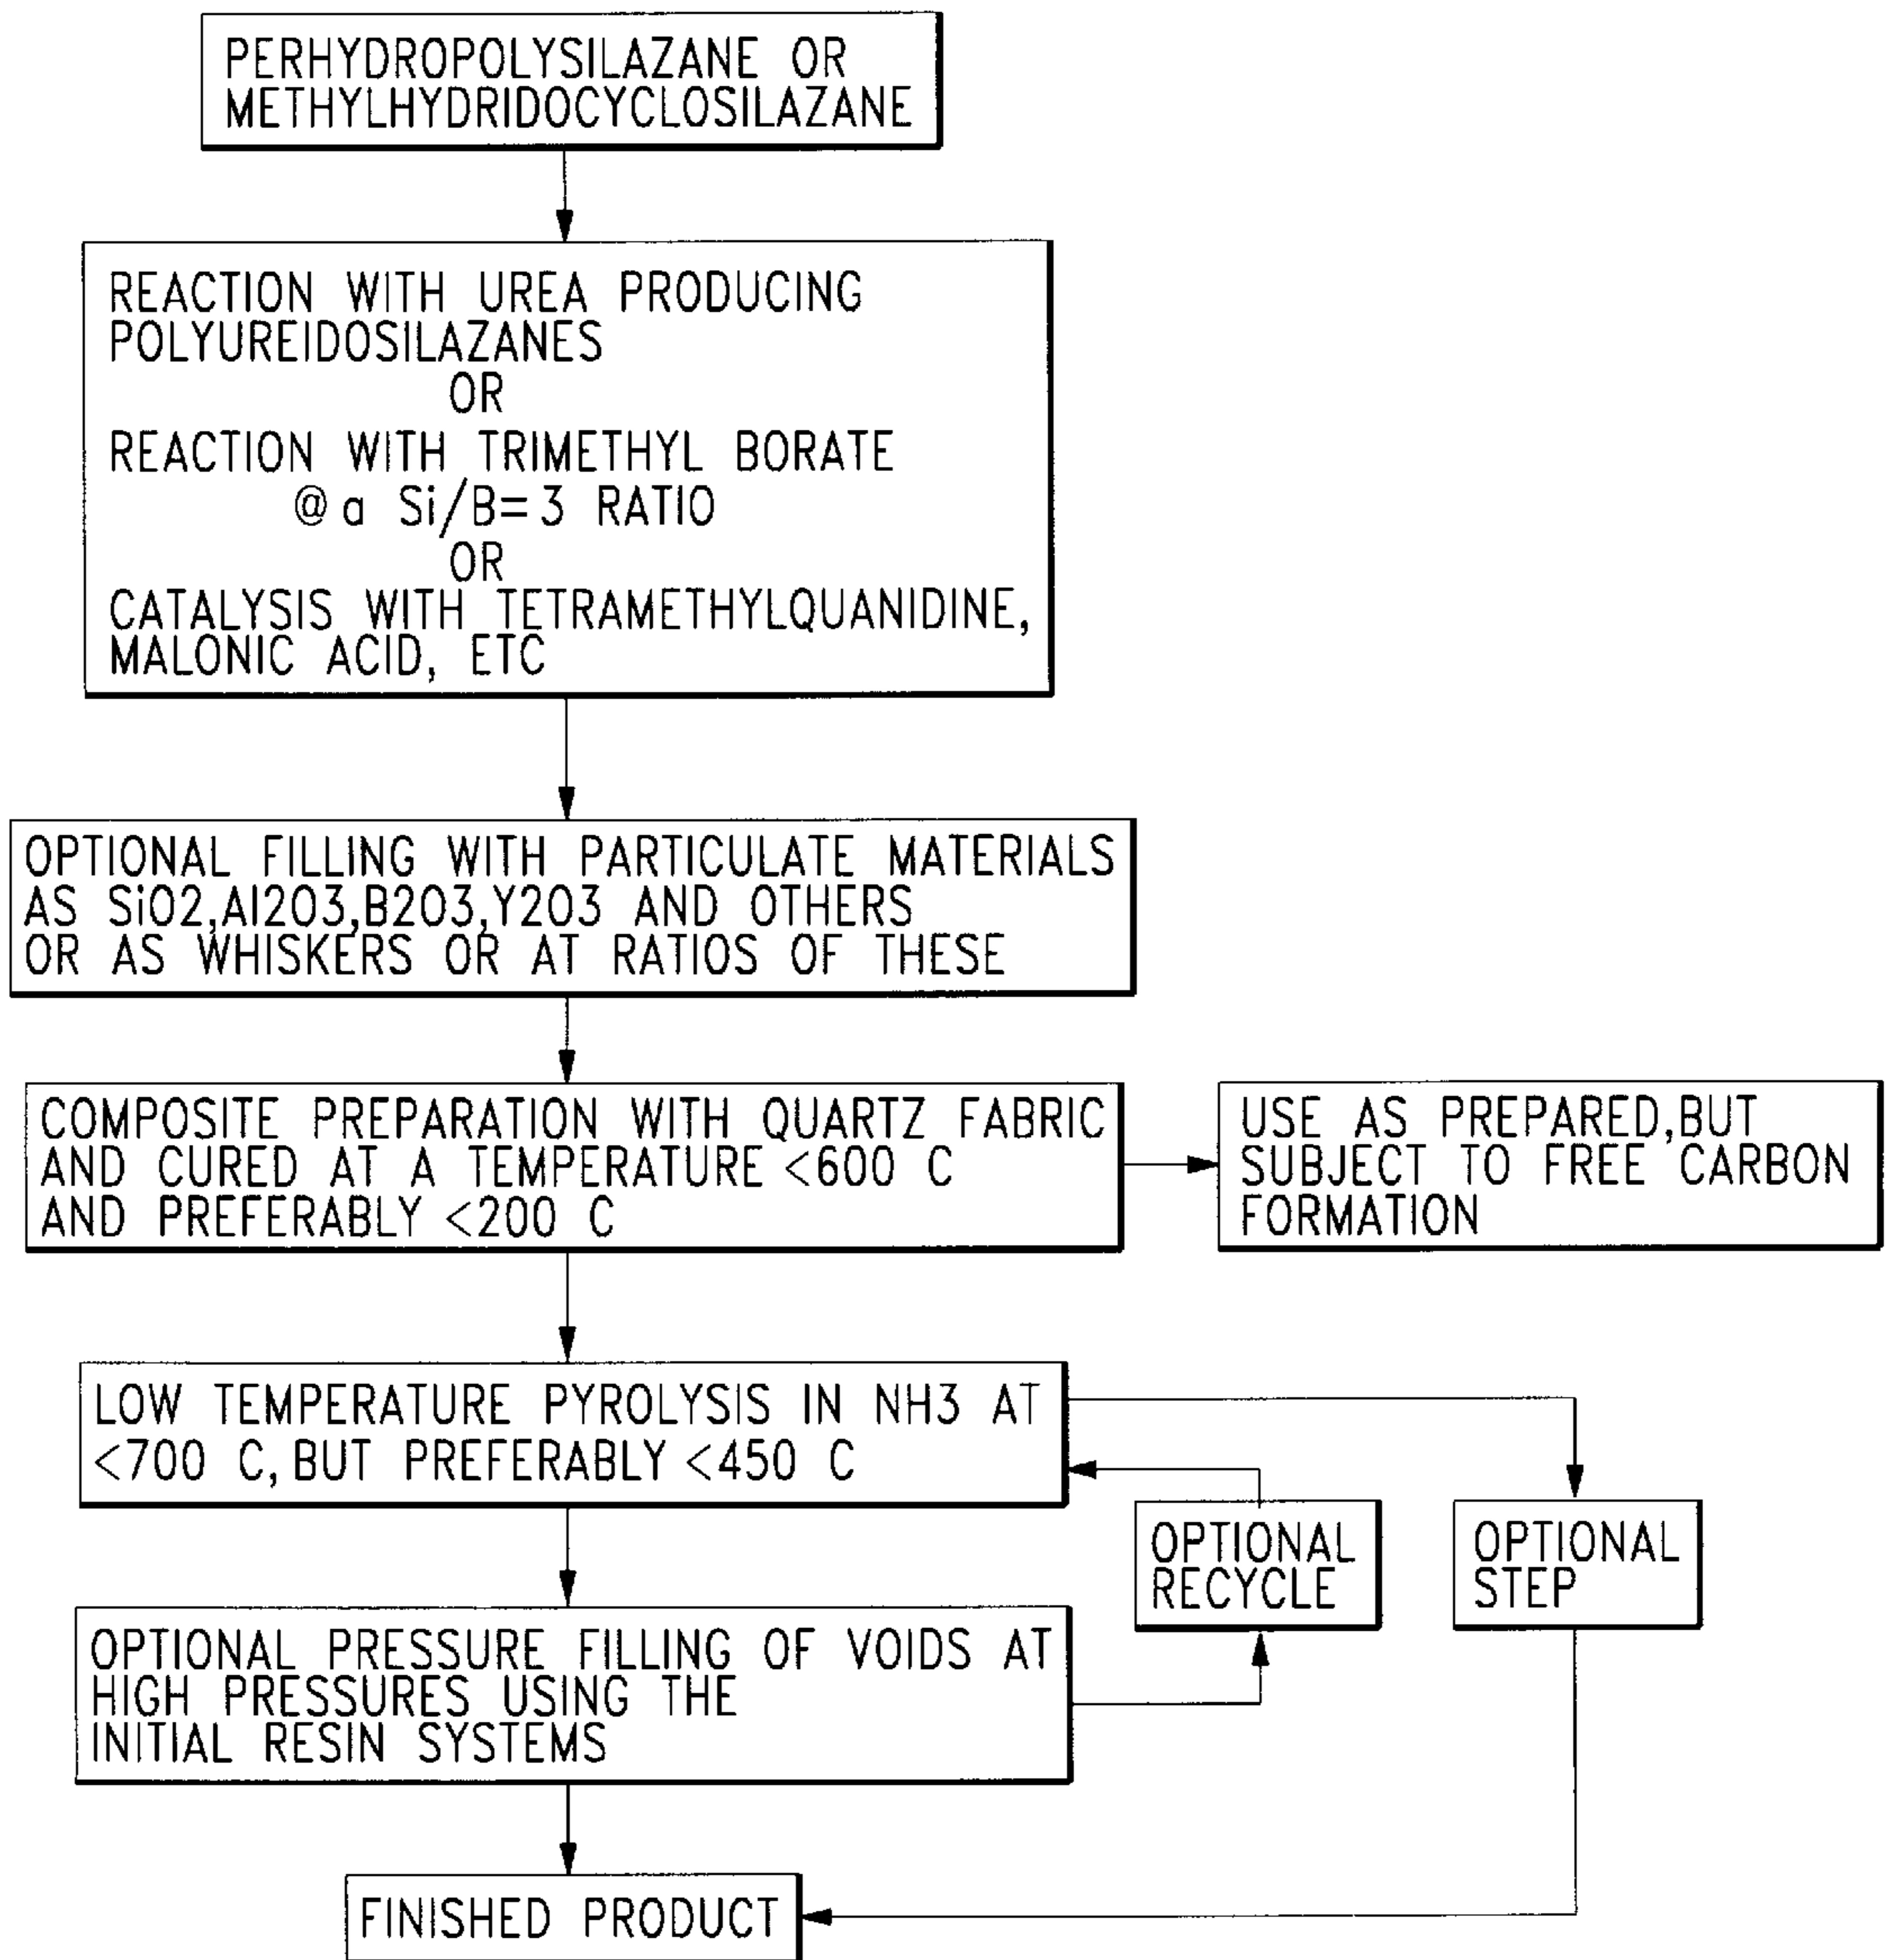 PERHYDROPOLYSILAZANE OR
METHYLHYDRIDOCYCLOSILAZANE
REACTION WITH UREA PRODUCING
POLYUREIDOSILAZANES
OR
REACTION WITH TRIMETHYL BORATE
@ a Si/B=3 RATIO
OR
CATALYSIS WITH TETRAMETHYLQUANIDINE,
MALONIC ACID, ETC
OPTIONAL FILLING WITH PARTICULATE MATERIALS
AS SiO2,Al2O3,B2O3,Y2O3 AND OTHERS
OR AS WHISKERS OR AT RATIOS OF THESE
COMPOSITE PREPARATION WITH QUARTZ FABRIC
AND CURED AT A TEMPERATURE <600 C
AND PREFERABLY <200 C
USE AS PREPARED,BUT
SUBJECT TO FREE CARBON
FORMATION
LOW TEMPERATURE PYROLYSIS IN NH3 AT
<700 C,BUT PREFERABLY <450 C
OPTIONAL
RECYCLE
OPTIONAL
STEP
OPTIONAL PRESSURE FILLING OF VOIDS AT
HIGH PRESSURES USING THE
INITIAL RESIN SYSTEMS
FINISHED PRODUCT